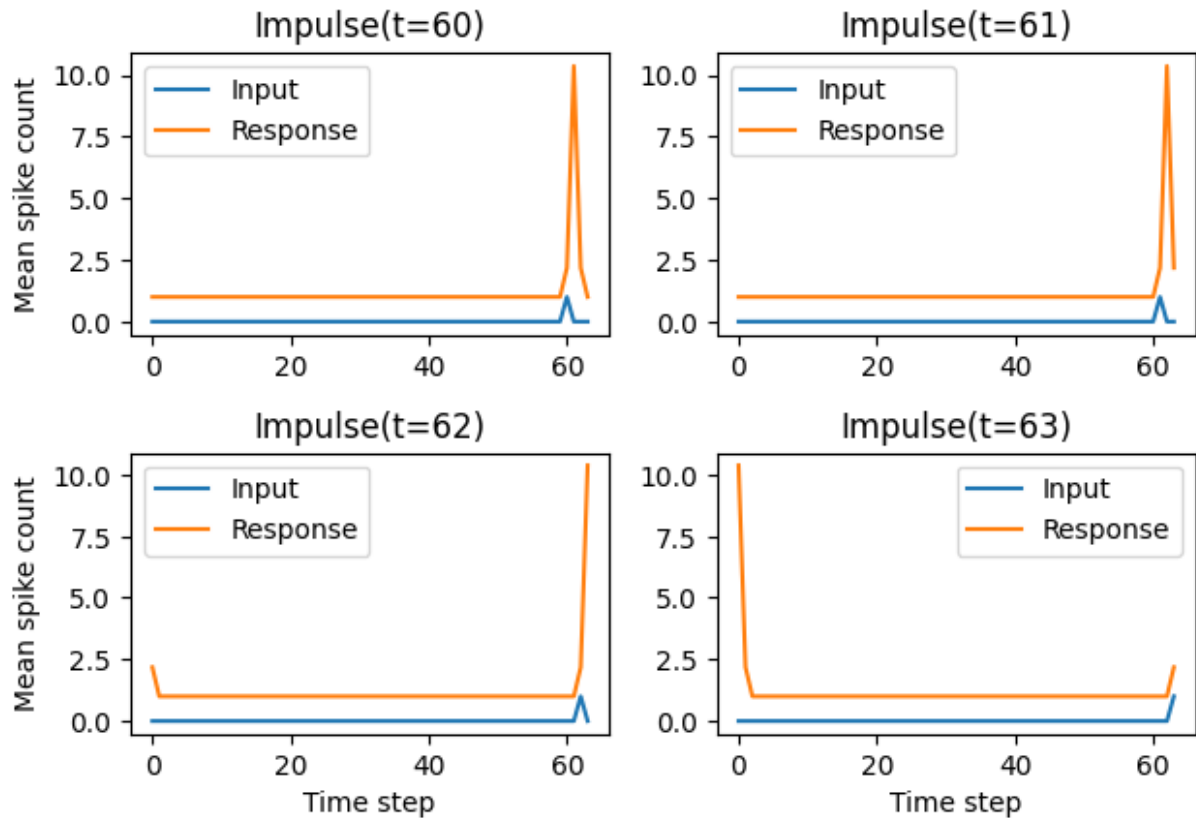 Impulse(t=60)
Mean spike count
10.0
7.5
5.0
2.5
0.0
Input
Response
0
20
40
60
Impulse(t=61)
10.0
7.5
5.0
2.5
0.0
Input
Response
0
20
40
60
Impulse(t=62)
Mean spike count
10.0
7.5
5.0
2.5
0.0
Input
Response
0
20
40
60
Time step
Impulse(t=63)
10.0
7.5
5.0
2.5
0.0
Input
Response
0
20
40
60
Time step